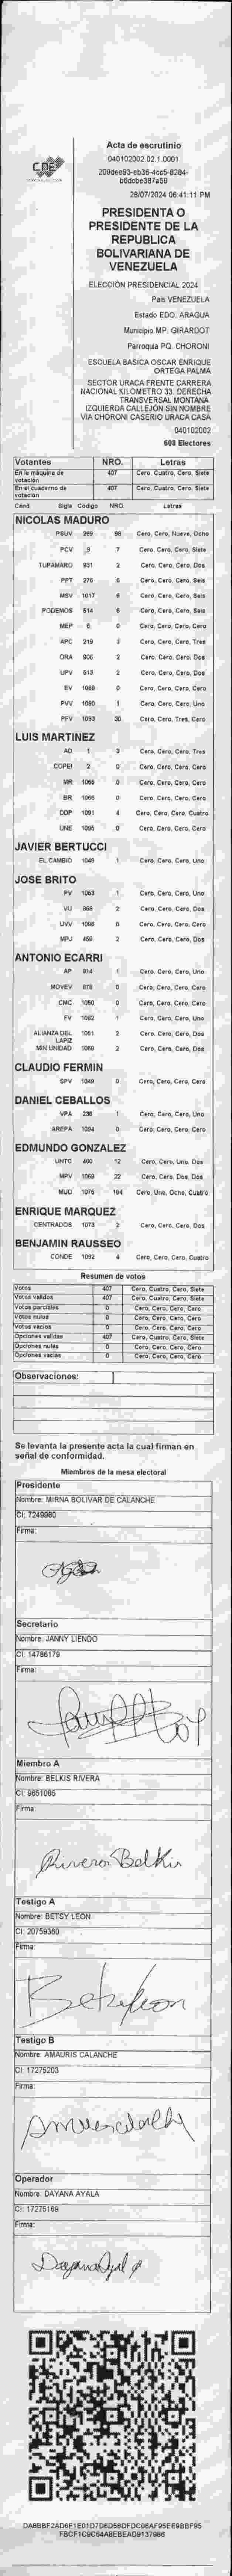 CNE
Acta de escrutinio
040102002.02.1.0001
209dee93-eb36-4cc5-8284-
b6dcbe387a59
28/07/2024 06:41:11 PM
PRESIDENTA O
PRESIDENTE DE LA
REPUBLICA
BOLIVARIANA DE
VENEZUELA
ELECCIÓN PRESIDENCIAL 2024
País VENEZUELA
Estado EDO. ARAGUA
Municipio MP. GIRARDOT
Parroquia PQ. CHORONI
ESCUELA BASICA OSCAR ENRIQUE
ORTEGA PALMA
SECTOR URACA FRENTE CARRERA
NACIONAL KILOMETRO 33. DERECHA
TRANSVERSAL MONTANA.
IZQUIERDA CALLEJÓN SIN NOMBRE
VIA CHORONI CASERIO URACA CASA
040102002
608 Electores
Votantes NRO. Letras
En la máquina de votación 407 Cero, Cuatro, Cero, Siete
En el cuaderno de votación 407 Cero, Cuatro, Cero, Siete
Cand Sigla Codigo NRO. Letras
NICOLAS MADURO
PSUV 269 98 Cero, Cero, Nueve, Ocho
PCV 9 7 Cero, Cero, Cero, Siete
TUPAMARO 931 2 Cero, Cero, Cero, Dos
PPT 276 6 Cero, Cero, Cero, Seis
MSV 1017 6 Cero, Cero, Cero, Seis
PODEMOS 514 6 Cero, Cero, Cero, Seis
MEP 6 0 Cero, Cero, Cero, Cero
APC 219 3 Cero, Cero, Cero, Tres
ORA 906 2 Cero, Cero, Cero, Dos
UPV 613 2 Cero, Cero, Cero, Dos
EV 1088 0 Cero, Cero, Cero, Cero
PVV 1090 1 Cero, Cero, Cero, Uno
PFV 1093 30 Cero, Cero, Tres, Cero
LUIS MARTINEZ
AD 1 3 Cero, Cero, Cero, Tres
COPEI 2 0 Cero, Cero, Cero, Cero
MR 1068 0 Cero, Cero, Cero, Cero
BR 1066 0 Cero, Cero, Cero, Cero
DDP 1091 4 Cero, Cero, Cero, Cuatro
UNE 1095 0 Cero, Cero, Cero, Cero
JAVIER BERTUCCI
EL CAMBIO 1049 1 Cero, Cero, Cero, Uno
JOSE BRITO
PV 1053 1 Cero, Cero, Cero, Uno
VU 868 2 Cero, Cero, Cero, Dos
UVV 1096 0 Cero, Cero, Cero, Cero
MPJ 459 2 Cero, Cero, Cero, Dos
ANTONIO ECARRI
AP 814 1 Cero, Cero, Cero, Uno
MOVEV 878 0 Cero, Cero, Cero, Cero
CMC 1050 0 Cero, Cero, Cero, Cero
FV 1062 1 Cero, Cero, Cero, Uno
ALIANZA DEL LAPIZ 1051 2 Cero, Cero, Cero, Dos
MIN UNIDAD 1069 2 Cero, Cero, Cero, Dos
CLAUDIO FERMIN
SPV 1049 0 Cero, Cero, Cero, Cero
DANIEL CEBALLOS
VPA 236 1 Cero, Cero, Cero, Uno
AREPA 1094 0 Cero, Cero, Cero, Cero
EDMUNDO GONZALEZ
UNTC 460 12 Cero, Cero, Uno, Dos
MPV 1069 22 Cero, Cero, Dos, Dos
MUD 1075 184 Cero, Uno, Ocho, Cuatro
ENRIQUE MARQUEZ
CENTRADOS 1073 2 Cero, Cero, Cero, Dos
BENJAMIN RAUSSEO
CONDE 1092 4 Cero, Cero, Cero, Cuatro
Resumen de votos
Votos 407 Cero, Cuatro, Cero, Siete
Votos validos 407 Cero, Cuatro, Cero, Siete
Votos parciales 0 Cero, Cero, Cero, Cero
Votos nulos 0 Cero, Cero, Cero, Cero
Votos vacios 0 Cero, Cero, Cero, Cero
Opciones validas 407 Cero, Cuatro, Cero, Siete
Opciones nulas 0 Cero, Cero, Cero, Cero
Opciones vacias 0 Cero, Cero, Cero, Cero
Observaciones:
Se levanta la presente acta la cual firman en
señal de conformidad.
Miembros de la mesa electoral
Presidente
Nombre: MIRNA BOLIVAR DE CALANCHE
CI: 7249980
Firma:
Secretario
Nombre: JANNY LIENDO
CI: 14786179
Firma:
Miembro A
Nombre: BELKIS RIVERA
CI: 9651085
Firma:
Rivera Belkis
Testigo A
Nombre: BETSY LEON
CI: 20759360
Firma:
Betsy leon
Testigo B
Nombre: AMAURIS CALANCHE
CI: 17275203
Firma:
Operador
Nombre: DAYANA AYALA
CI: 17275169
Firma:
DA8BBF2AD6F1E01D7D6D56DFDC08AF95EE9BBF95
FBCF1C9C64A8EBEAD9137986